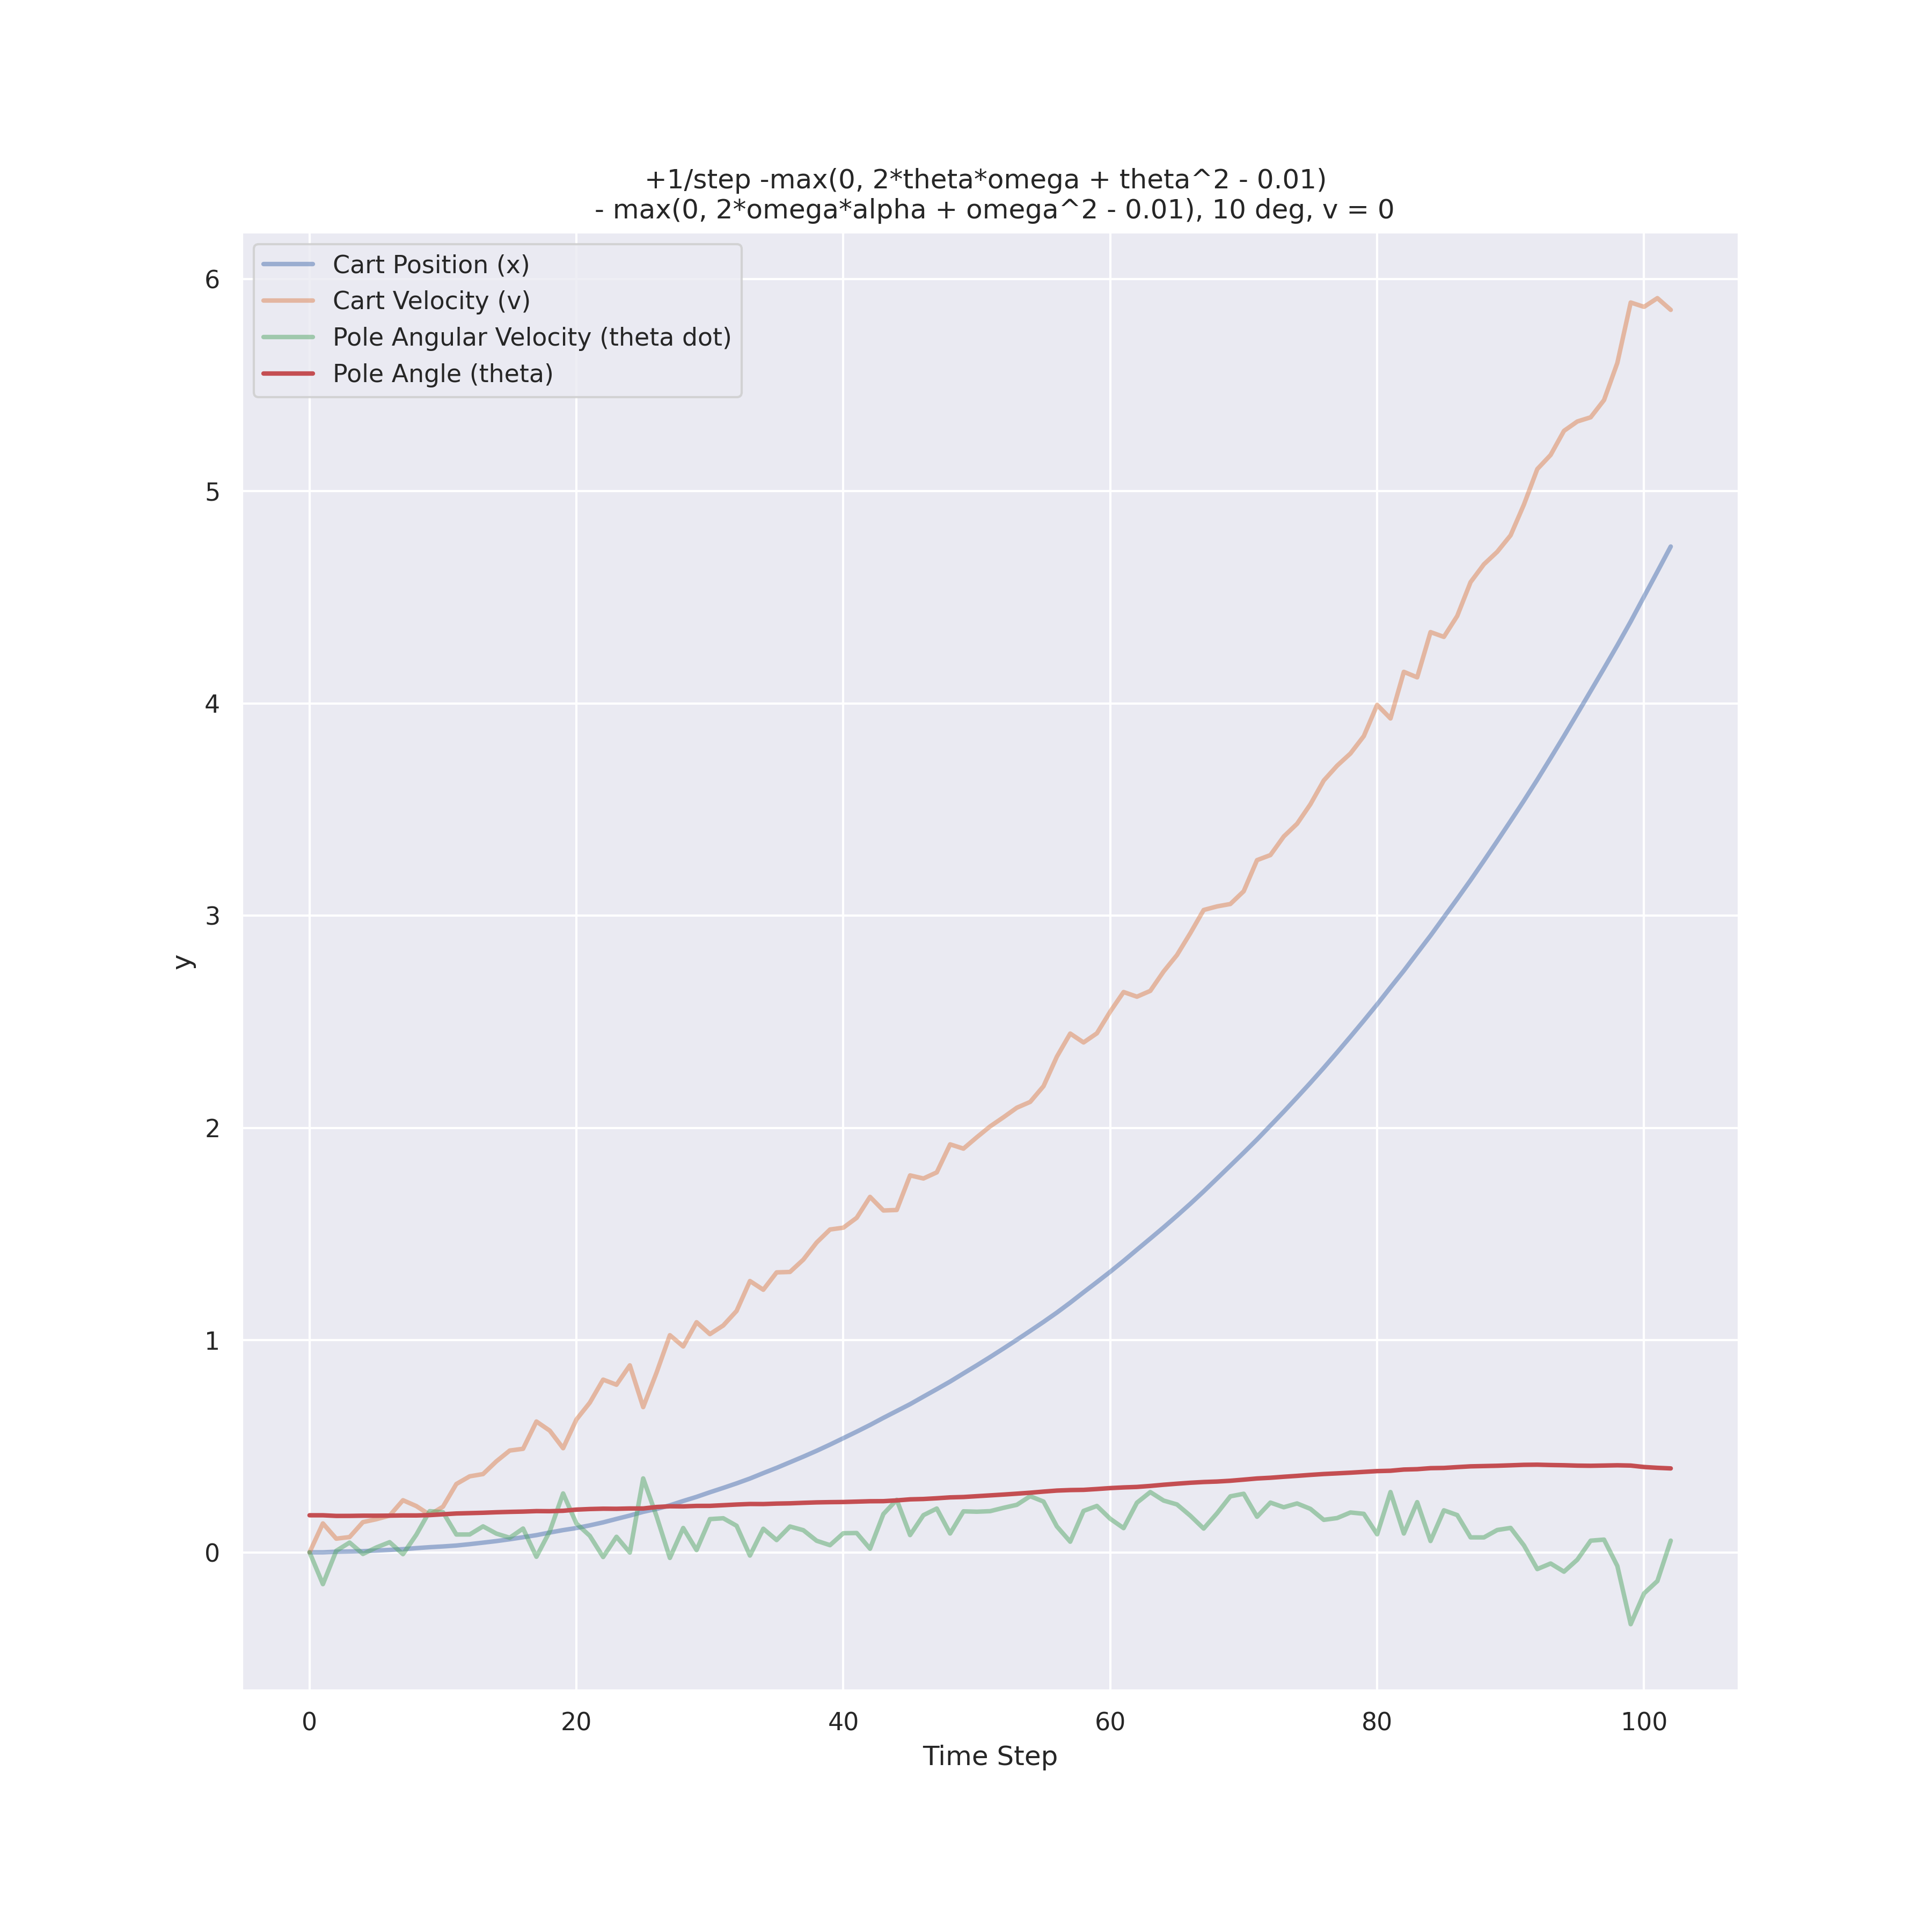 +1/step -max(0, 2*theta*omega + theta^2 - 0.01)
- max(0, 2*omega*alpha + omega^2 - 0.01), 10 deg, v = 0
Cart Position (x)
Cart Velocity (v)
Pole Angular Velocity (theta dot)
Pole Angle (theta)
6
5
4
3
2
1
0
y
0 20 40 60 80 100
Time Step